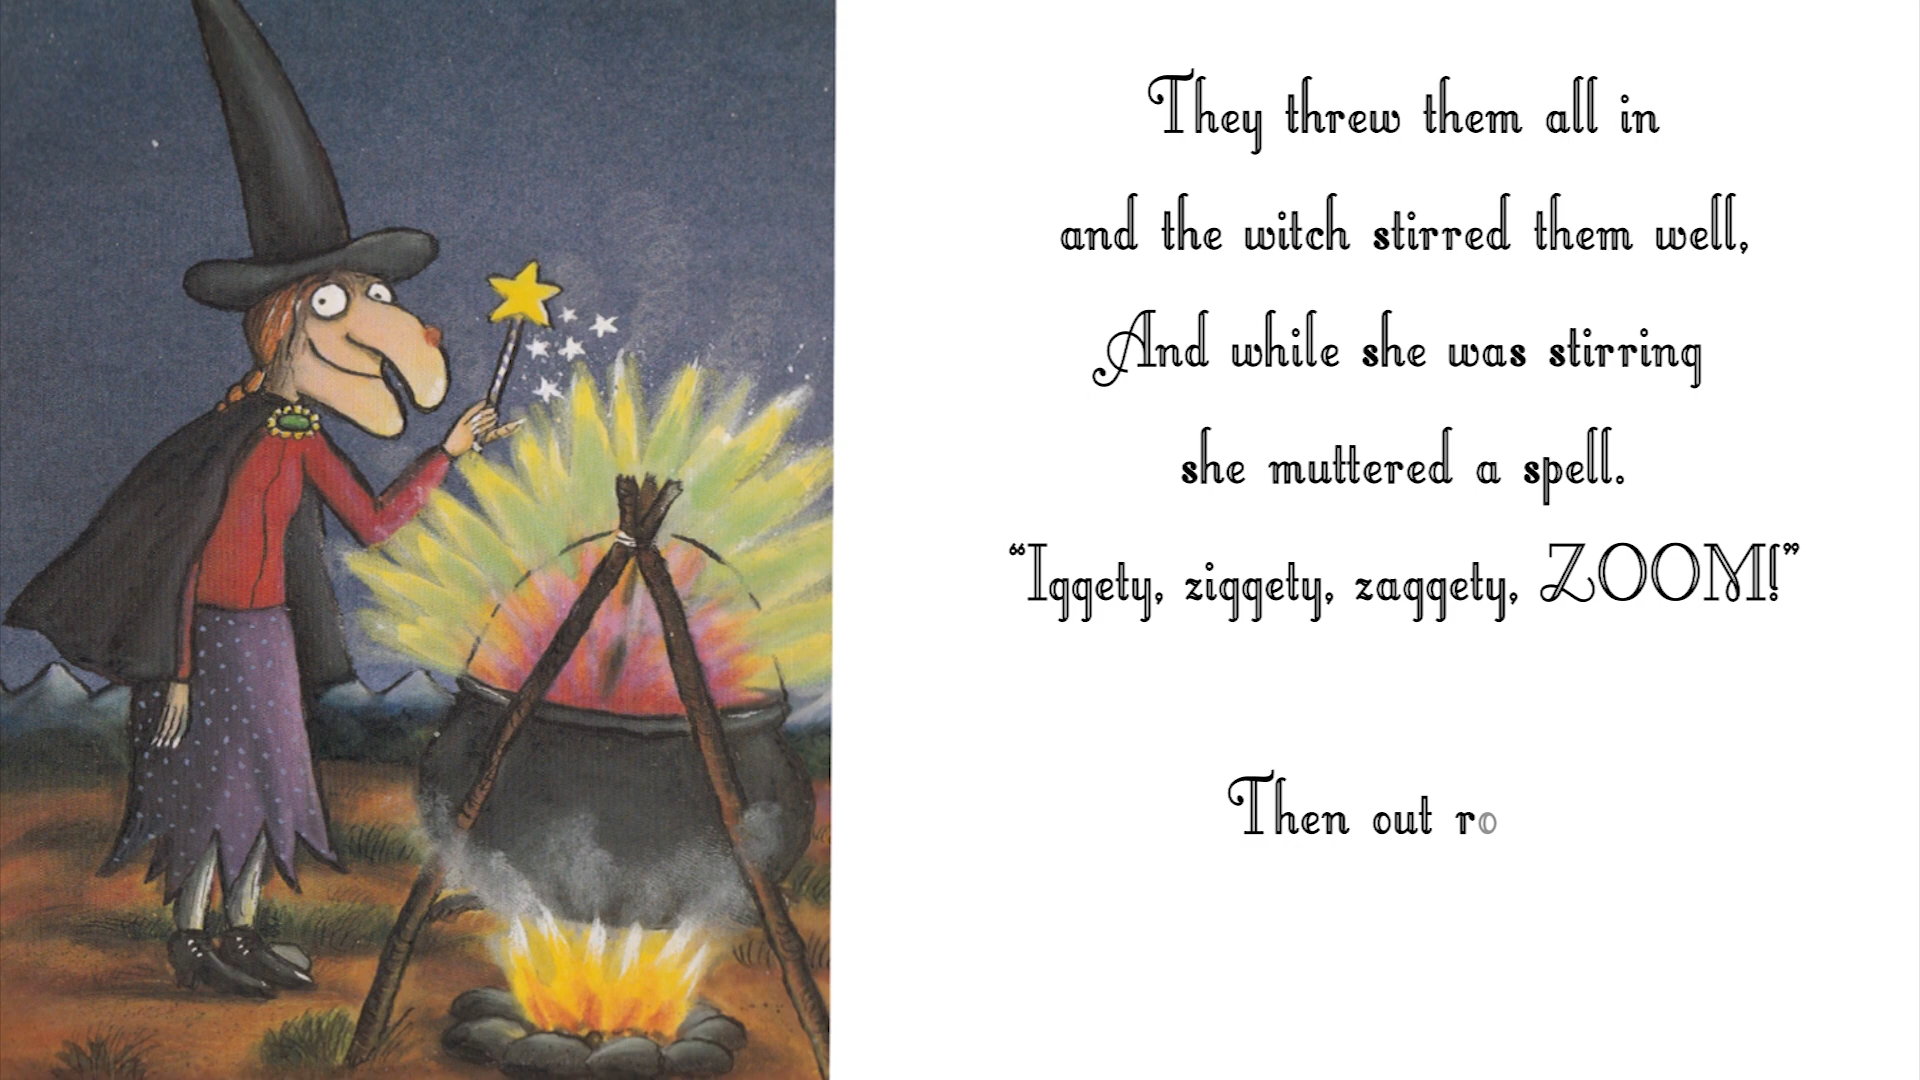 They threw them all in
and the witch stirred them well,
And while she was stirring
she muttered a spell.
“Iggety, ziggety, zaggety, ZOOM!”
Then out ro